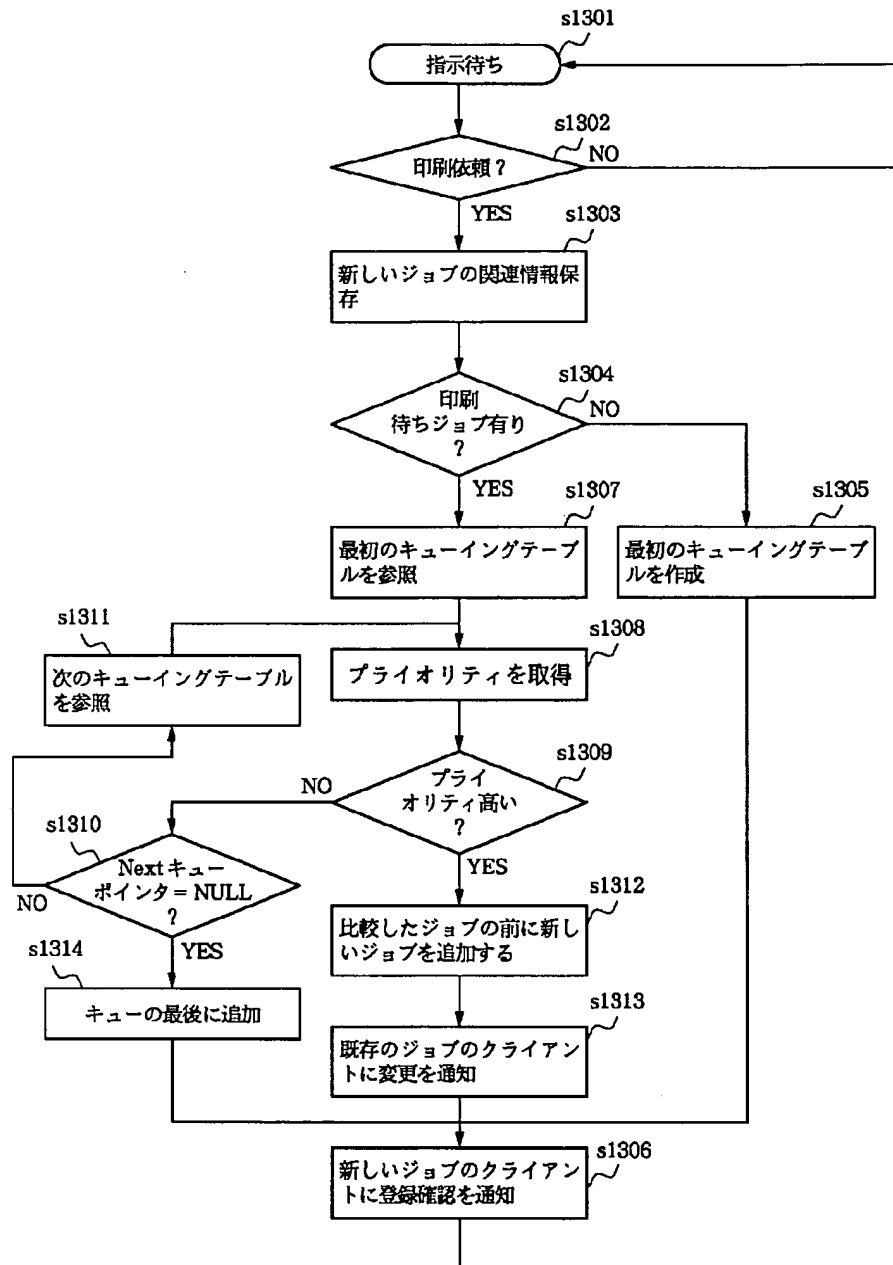 s1301
指示待ち
s1302
印刷依頼?
NO
YES
s1303
新しいジョブの関連情報保
存
s1304
印刷
待ちジョブ有り
?
NO
YES
s1307
最初のキューイングテーブ
ルを参照
s1305
最初のキューイングテーブ
ルを作成
s1311
次のキューイングテーブル
を参照
s1308
プライオリティを取得
s1309
プライ
オリティ高い
?
NO
YES
s1310
Nextキュー
ポインタ=NULL
?
NO
YES
s1312
比較したジョブの前に新し
いジョブを追加する
s1314
キューの最後に追加
s1313
既存のジョブのクライアン
トに変更を通知
s1306
新しいジョブのクライアン
トに登録確認を通知